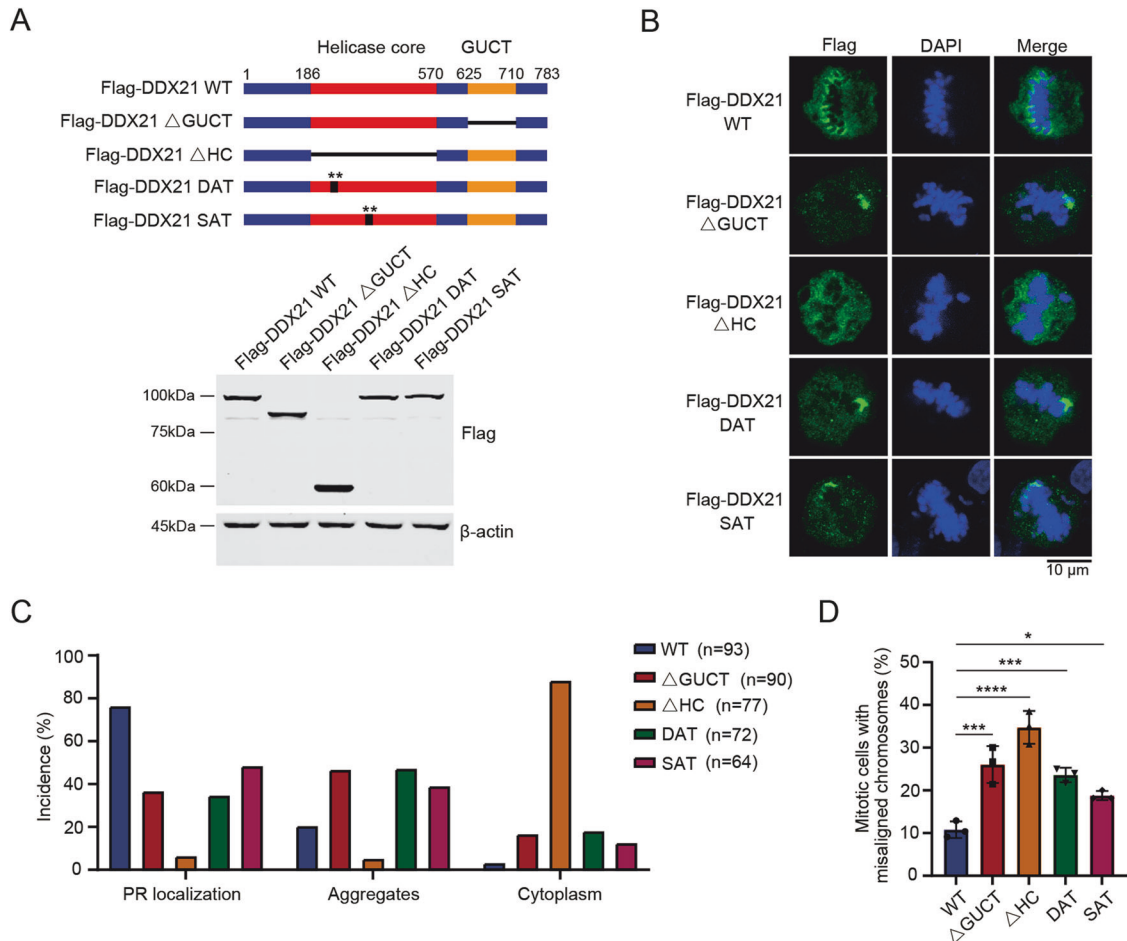 A
Helicase core GUCT
1 186 570 625 710 783
Flag-DDX21 WT
Flag-DDX21 △GUCT
Flag-DDX21 △HC
**
Flag-DDX21 DAT
**
Flag-DDX21 SAT
Flag-DDX21 WT
Flag-DDX21 △GUCT
Flag-DDX21 △HC
Flag-DDX21 DAT
Flag-DDX21 SAT
100kDa
75kDa
60kDa
45kDa
Flag
β-actin
B
Flag DAPI Merge
Flag-DDX21
WT
Flag-DDX21
△GUCT
Flag-DDX21
△HC
Flag-DDX21
DAT
Flag-DDX21
SAT
10 μm
C
Incidence (%)
100
80
60
40
20
0
PR localization Aggregates Cytoplasm
WT (n=93)
△GUCT (n=90)
△HC (n=77)
DAT (n=72)
SAT (n=64)
D
Mitotic cells with
misaligned chromosomes (%)
50
40
30
20
10
0
*
***
****
***
WT
△GUCT
△HC
DAT
SAT